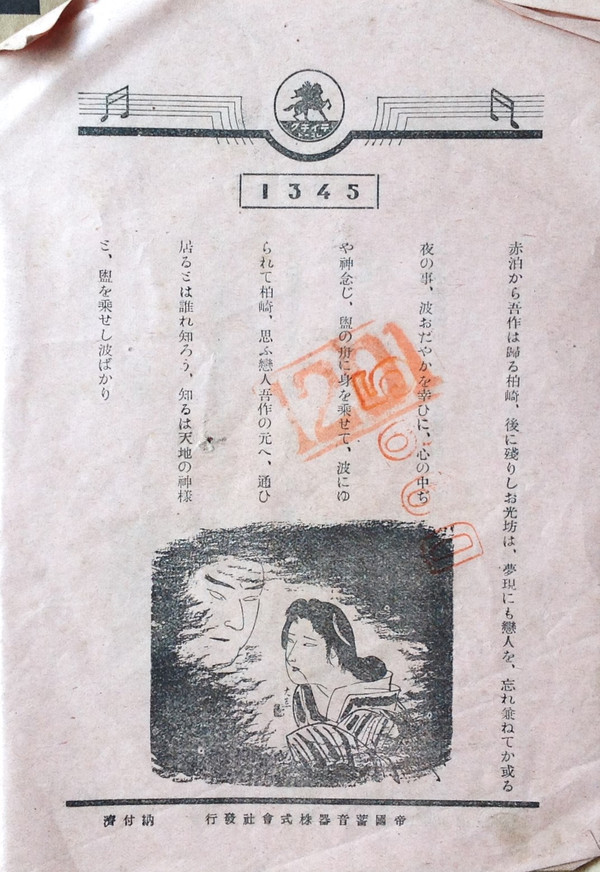 テイチク
レコード
1345
赤泊から吾作は歸る柏崎、後に殘りしお光坊は、夢現にも戀人を、忘れ兼ねてか或る
夜の事、波おだやかを幸ひに、心の中ぢ
や神念じ、盥の舟に身を乘せて、波にゆ
られて柏崎、思ふ戀人吾作の元へ、通ひ
居るとは誰れ知ろう、知るは天地の神樣
と、盥を乘せし波ばかり
帝國蓄音器株式會社發行
納付濟